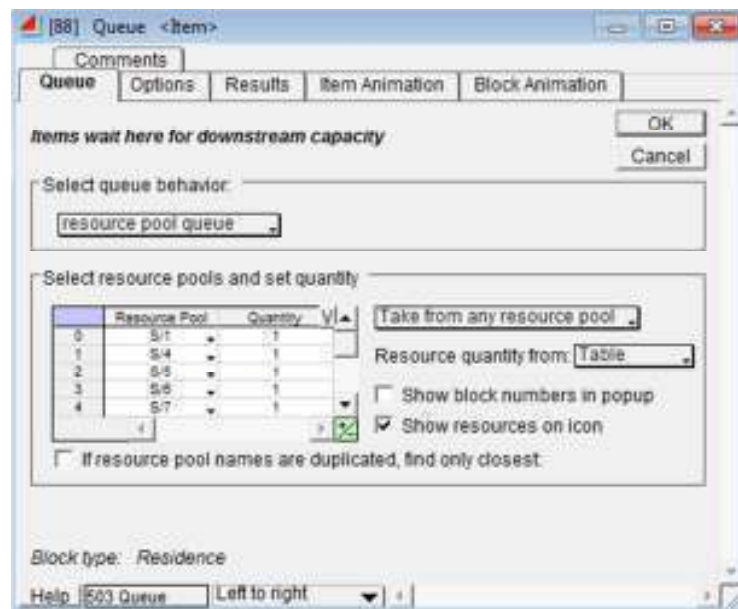 [88] Queue <Item>
Comments
Queue Options Results Item Animation Block Animation
Items wait here for downstream capacity
OK
Cancel
Select queue behavior:
resource pool queue
Select resource pools and set quantity
Resource Pool Quantity V
0 S/1 1
1 S/4 1
2 S/5 1
3 S/6 1
4 S/7 1
Take from any resource pool
Resource quantity from: Table
Show block numbers in popup
Show resources on icon
If resource pool names are duplicated, find only closest
Block type: Residence
Help 503 Queue Left to right